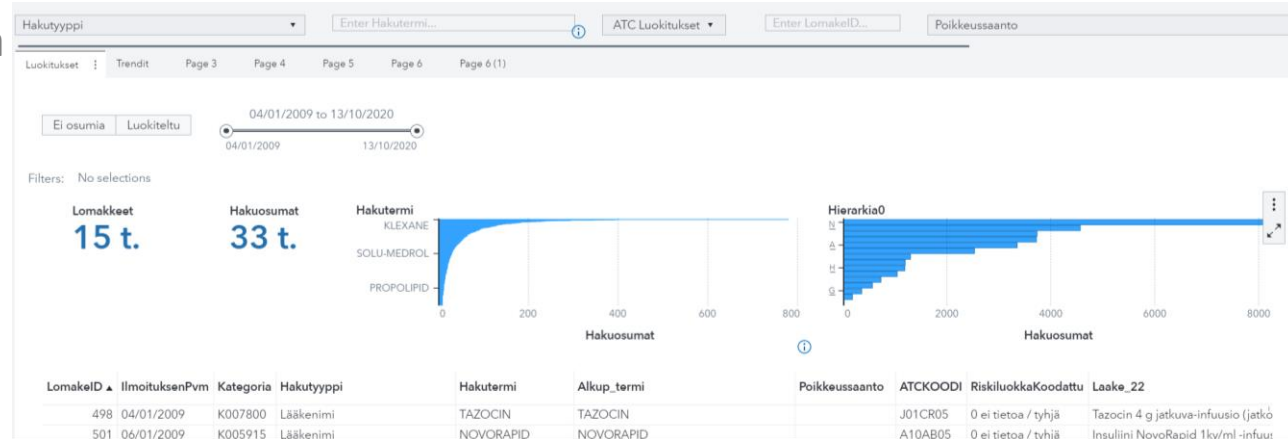 Hakutyyppi
Enter Hakutermi...
ATC Luokitukset
Enter LomakeID...
Poikkeussaanto
Luokitukset
Trendit
Page 3
Page 4
Page 5
Page 6
Page 6 (1)
Ei osumia
Luokiteltu
04/01/2009 to 13/10/2020
04/01/2009
13/10/2020
Filters: No selections
Lomakkeet
15 t.
Hakuosumat
33 t.
Hakutermi
KLEXANE
SOLU-MEDROL
PROPOLIPID
0 200 400 600 800
Hakuosumat
Hierarkia0
N
A
H
G
0 2000 4000 6000 8000
Hakuosumat
LomakeID IlmoituksenPvm Kategoria Hakutyyppi Hakutermi Alkup_termi Poikkeussaanto ATCKOODI RiskiluokkaKoodattu Laake_22
498 04/01/2009 K007800 Lääkenimi TAZOCIN TAZOCIN J01CR05 0 ei tietoa / tyhjä Tazocin 4 g jatkuva-infuusio (jatko
501 06/01/2009 K005915 Lääkenimi NOVORAPID NOVORAPID A10AB05 0 ei tietoa / tyhjä Insuliini NovoRapid 1ky/ml -infuus